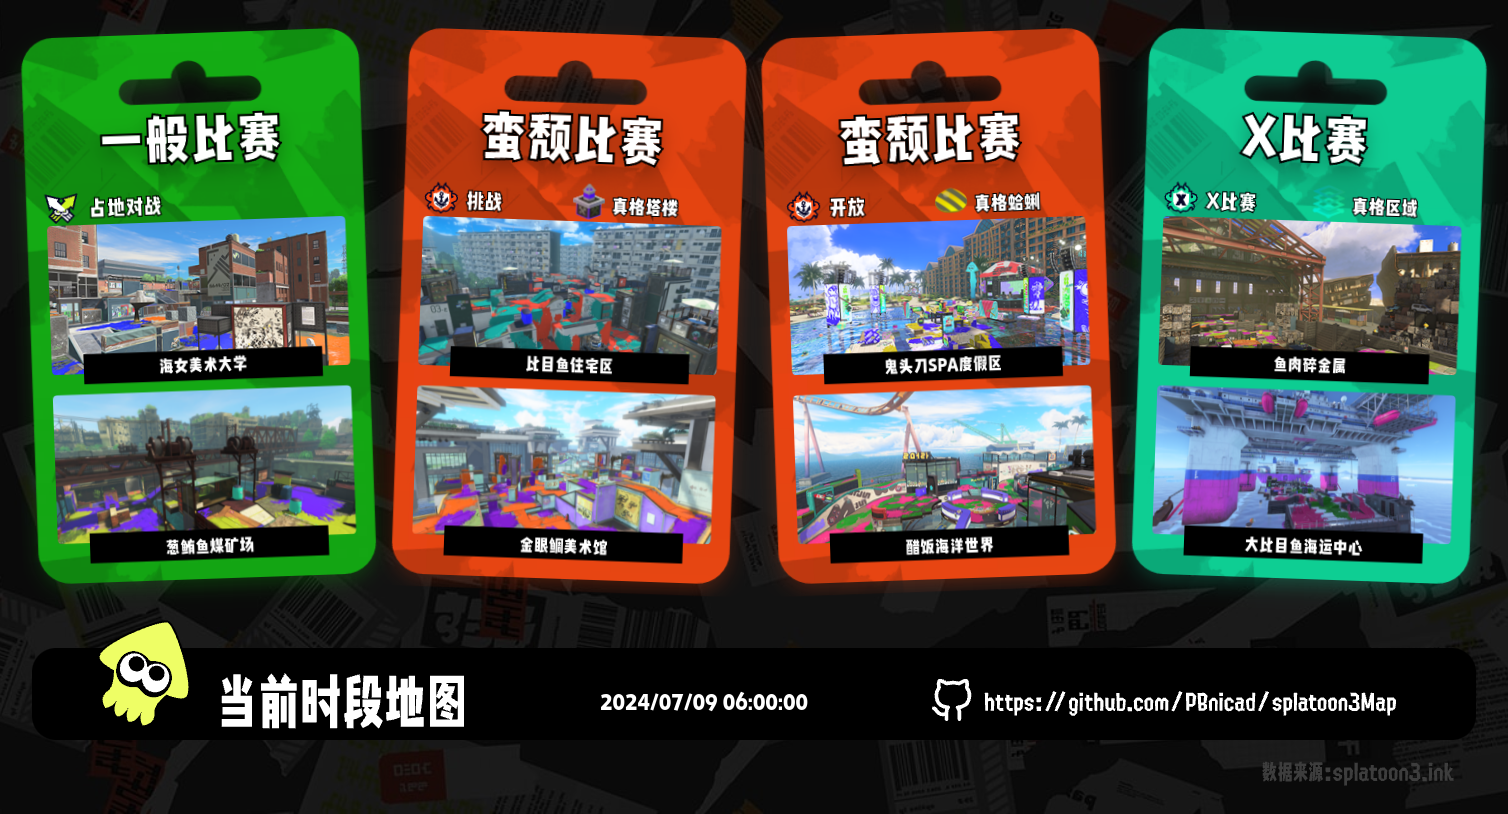 一般比赛
占地对战
海女美术大学
葱鲔鱼煤矿场
蛮颓比赛
挑战
真格塔楼
比目鱼住宅区
金眼鲷美术馆
蛮颓比赛
开放
真格蛤蜊
鬼头刀SPA度假区
醋饭海洋世界
X比赛
X比赛
真格区域
鱼肉碎金属
大比目鱼海运中心
当前时段地图
2024/07/09 06:00:00
https://github.com/PBnicad/splatoon3Map
数据来源:splatoon3.ink